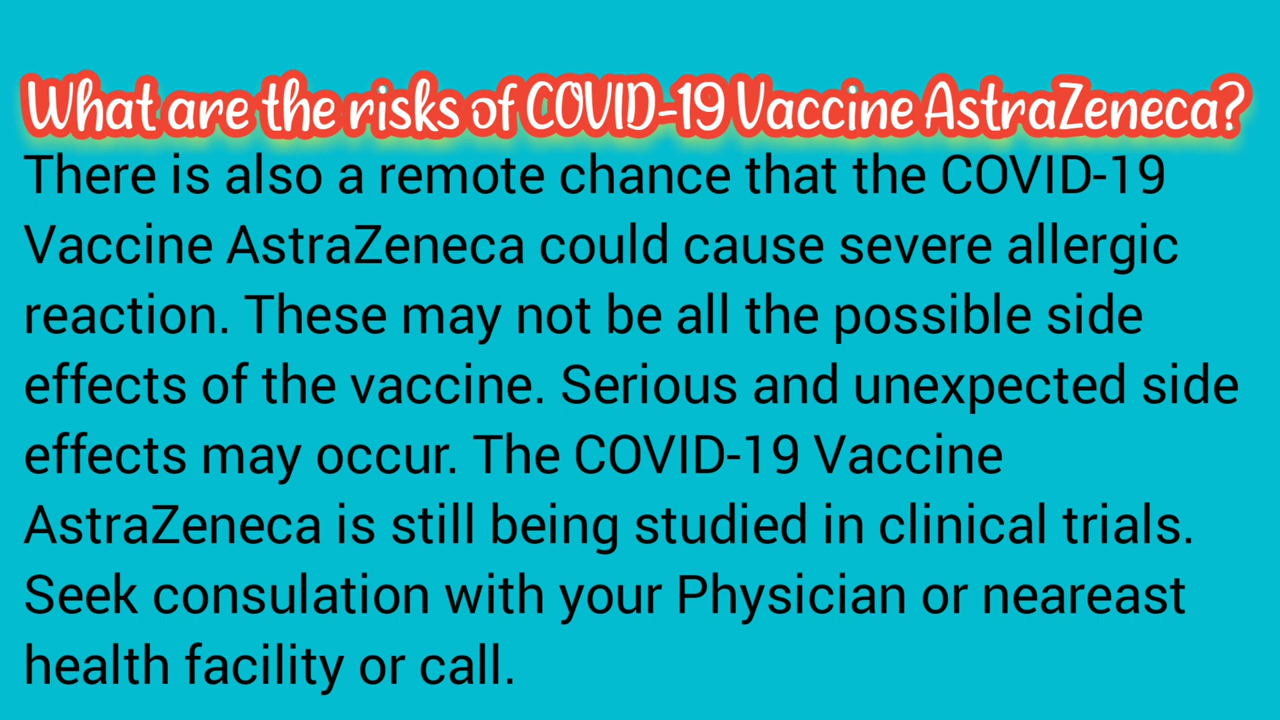 What are the risks of COVID-19 Vaccine AstraZeneca?
There is also a remote chance that the COVID-19
Vaccine AstraZeneca could cause severe allergic
reaction. These may not be all the possible side
effects of the vaccine. Serious and unexpected side
effects may occur. The COVID-19 Vaccine
AstraZeneca is still being studied in clinical trials.
Seek consulation with your Physician or neareast
health facility or call.